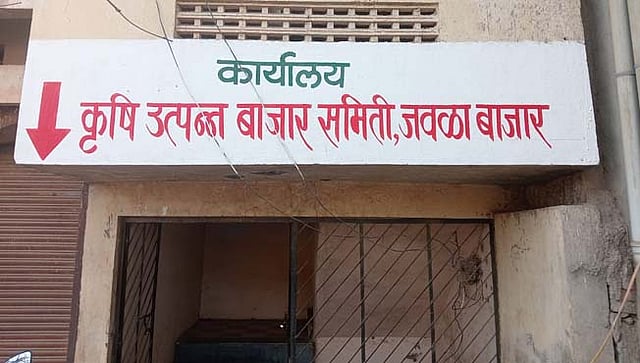 कार्यालय
कृषि उत्पन्न बाजार समिती,जवळा बाजार